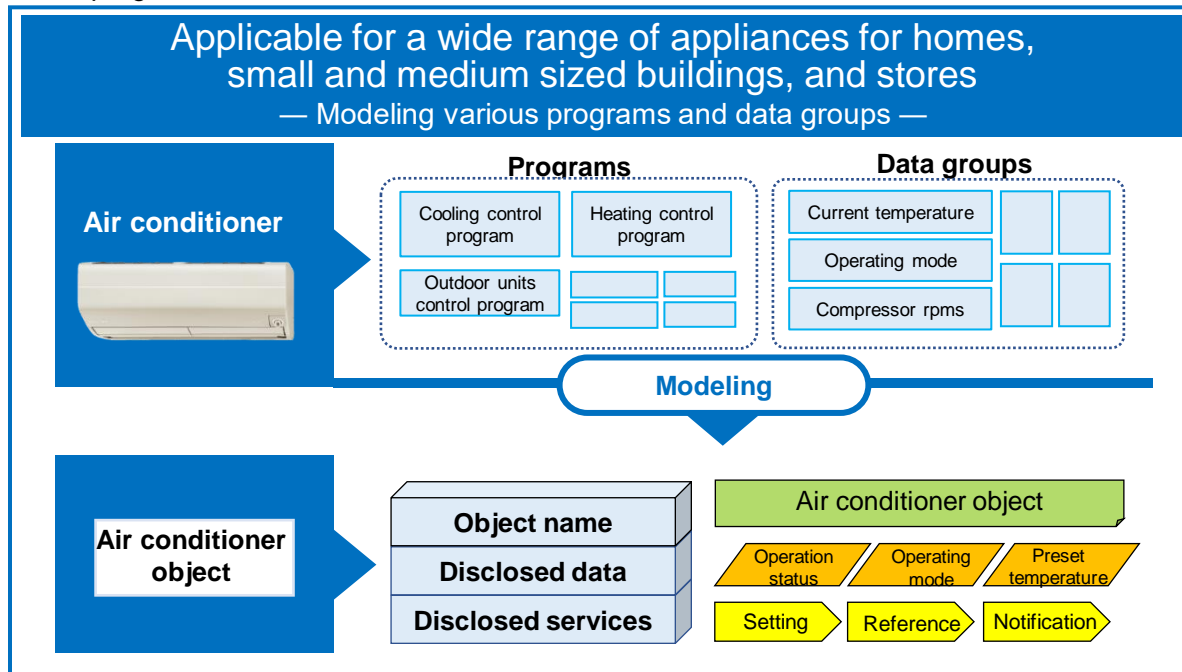 Applicable for a wide range of appliances for homes,
small and medium sized buildings, and stores
— Modeling various programs and data groups —
Programs
Data groups
Air conditioner
Cooling control
program
Heating control
program
Outdoor units
control program
Current temperature
Operating mode
Compressor rpms
Modeling
Air conditioner
object
Object name
Disclosed data
Disclosed services
Air conditioner object
Operation
status
Operating
mode
Preset
temperature
Setting
Reference
Notification